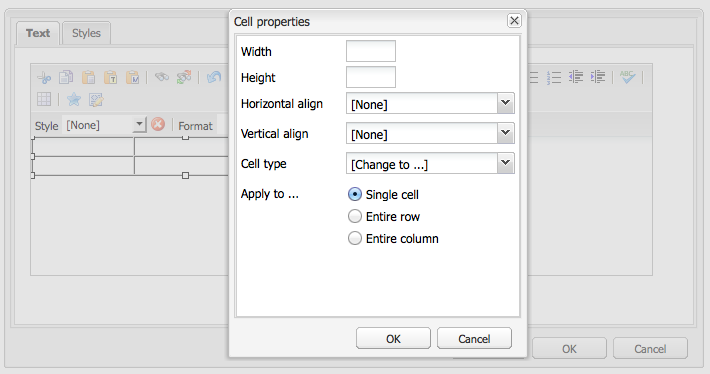 Cell properties
Text Styles
Width
Height
Horizontal align [None]
Style [None] Format
Vertical align [None]
Cell type [Change to ...]
Apply to ... Single cell
Entire row
Entire column
OK Cancel
OK Cancel